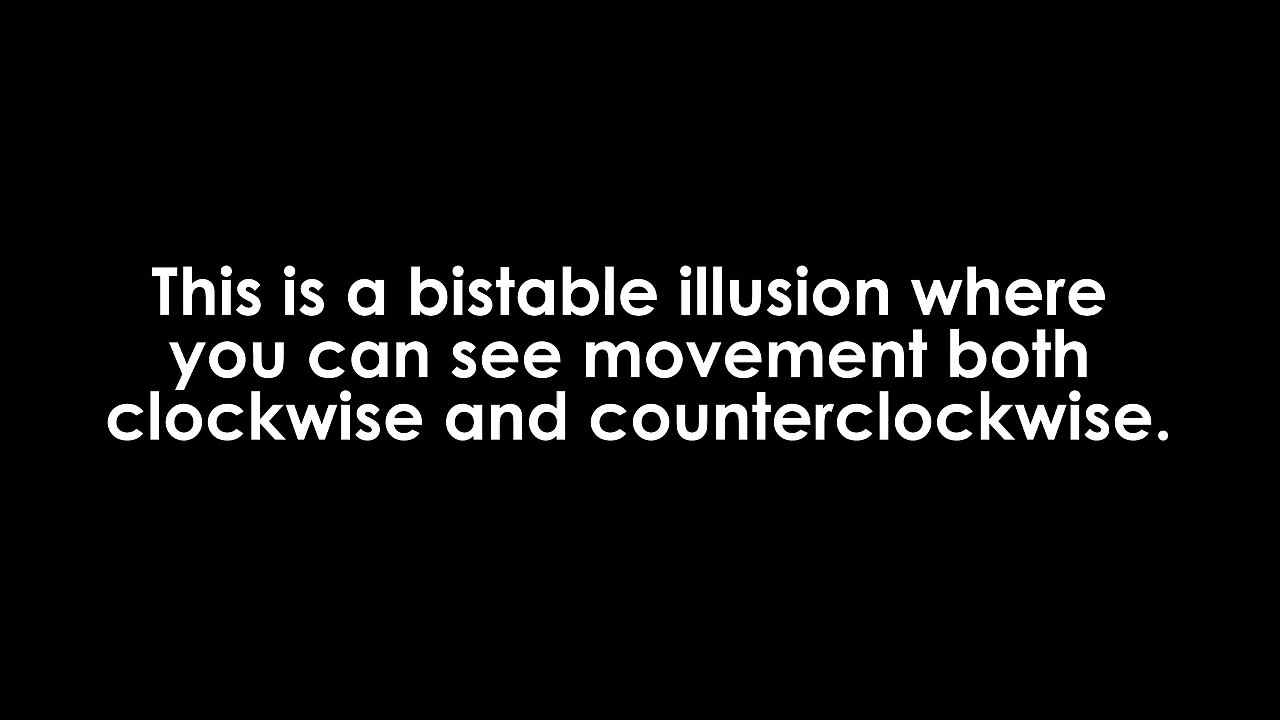 This is a bistable illusion where
you can see movement both
clockwise and counterclockwise.